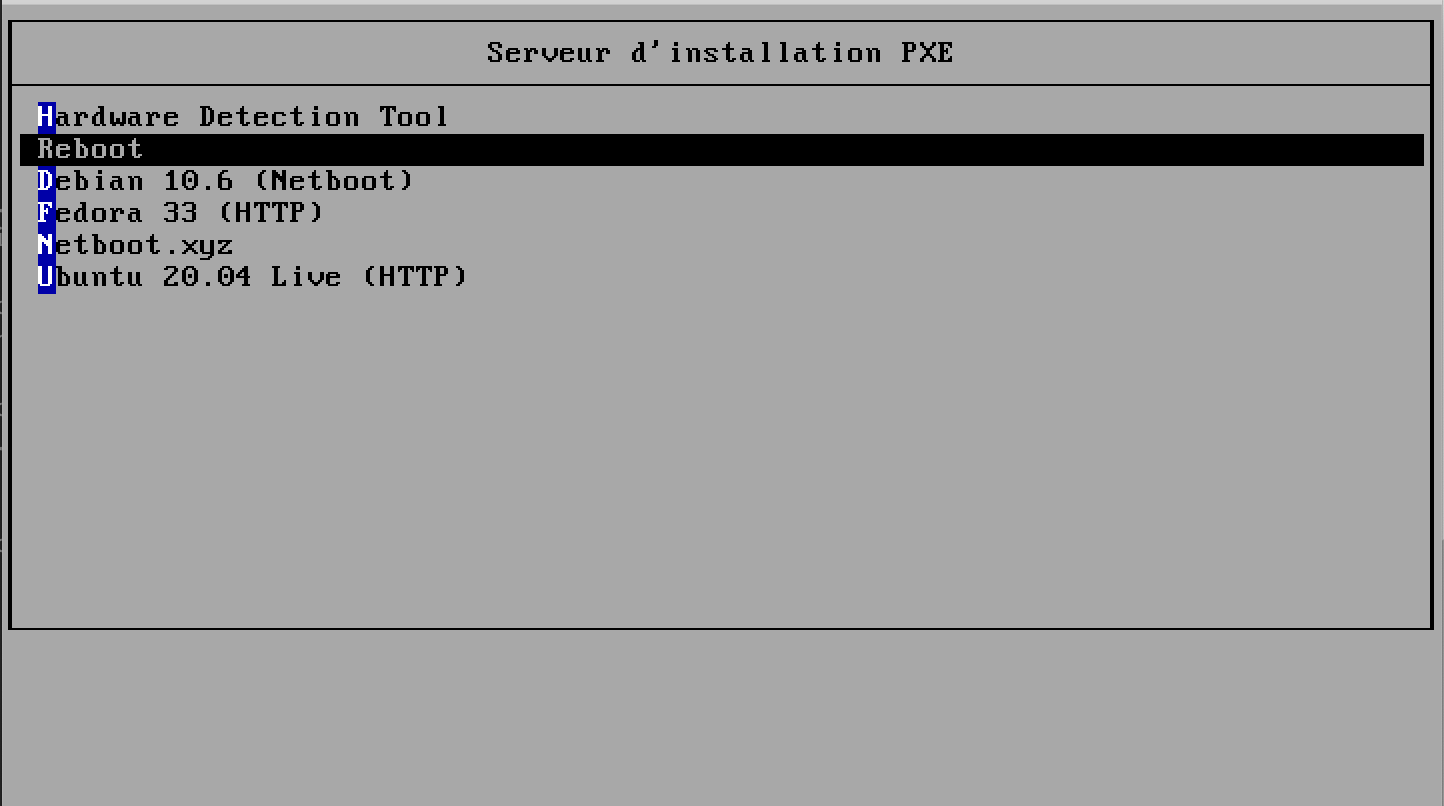 Serveur d'installation PXE
Hardware Detection Tool
Reboot
Debian 10.6 (Netboot)
Fedora 33 (HTTP)
Netboot.xyz
Ubuntu 20.04 Live (HTTP)